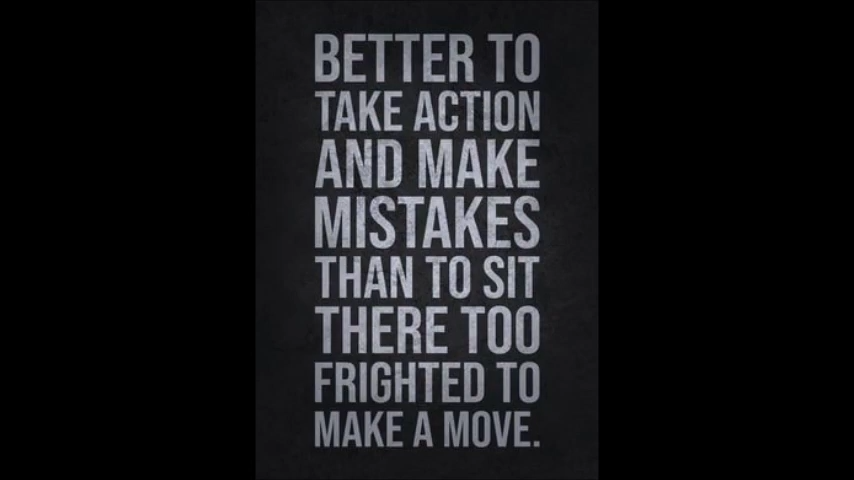 BETTER TO
TAKE ACTION
AND MAKE
MISTAKES
THAN TO SIT
THERE TOO
FRIGHTED TO
MAKE A MOVE.